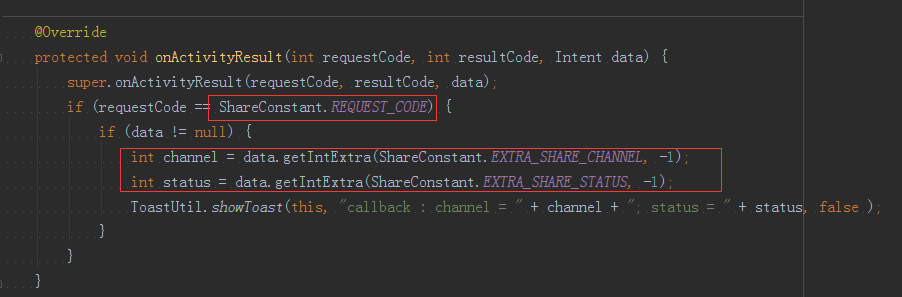 @Override
protected void onActivityResult(int requestCode, int resultCode, Intent data) {
super.onActivityResult(requestCode, resultCode, data);
if (requestCode == ShareConstant.REQUEST_CODE) {
if (data != null) {
int channel = data.getIntExtra(ShareConstant.EXTRA_SHARE_CHANNEL, -1);
int status = data.getIntExtra(ShareConstant.EXTRA_SHARE_STATUS, -1);
ToastUtil.showToast(this, "callback : channel = " + channel + "; status = " + status, false );
}
}
}